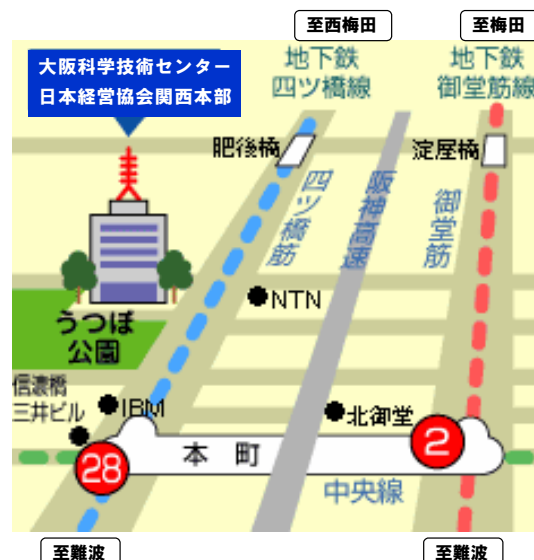 至西梅田
至梅田
大阪科学技術センター
日本経営協会関西本部
地下鉄
四ツ橋線
地下鉄
御堂筋線
肥後橋
淀屋橋
四ツ橋筋
阪神高速
御堂筋
NTN
うつぼ
公園
信濃橋
三井ビル
IBM
北御堂
28
本町
2
中央線
至難波
至難波